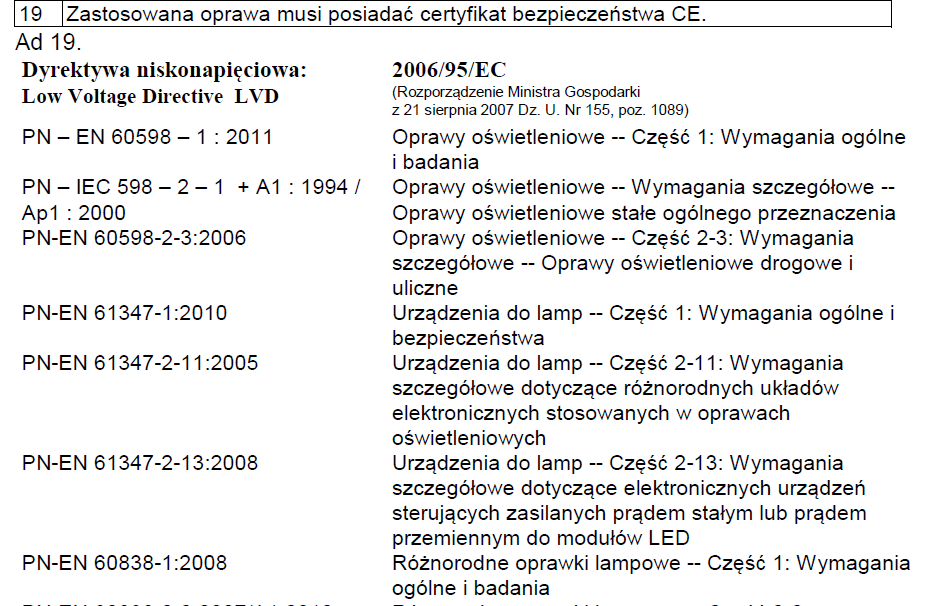 19 Zastosowana oprawa musi posiadać certyfikat bezpieczeństwa CE.
Ad 19.
Dyrektywa niskonapięciowa: 2006/95/EC
Low Voltage Directive LVD (Rozporządzenie Ministra Gospodarki
z 21 sierpnia 2007 Dz. U. Nr 155, poz. 1089)
PN – EN 60598 – 1 : 2011 Oprawy oświetleniowe -- Część 1: Wymagania ogólne
i badania
PN – IEC 598 – 2 – 1 + A1 : 1994 / Oprawy oświetleniowe -- Wymagania szczegółowe --
Ap1 : 2000 Oprawy oświetleniowe stałe ogólnego przeznaczenia
PN-EN 60598-2-3:2006 Oprawy oświetleniowe -- Część 2-3: Wymagania
szczegółowe -- Oprawy oświetleniowe drogowe i
uliczne
PN-EN 61347-1:2010 Urządzenia do lamp -- Część 1: Wymagania ogólne i
bezpieczeństwa
PN-EN 61347-2-11:2005 Urządzenia do lamp -- Część 2-11: Wymagania
szczegółowe dotyczące różnorodnych układów
elektronicznych stosowanych w oprawach
oświetleniowych
PN-EN 61347-2-13:2008 Urządzenia do lamp -- Część 2-13: Wymagania
szczegółowe dotyczące elektronicznych urządzeń
sterujących zasilanych prądem stałym lub prądem
przemiennym do modułów LED
PN-EN 60838-1:2008 Różnorodne oprawki lampowe -- Część 1: Wymagania
ogólne i badania